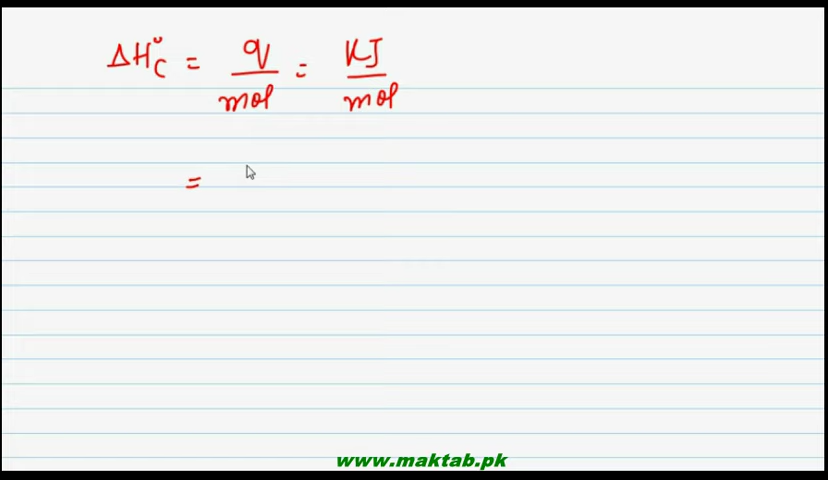 ΔH°C = q/mol = KJ/mol
=
www.maktab.pk